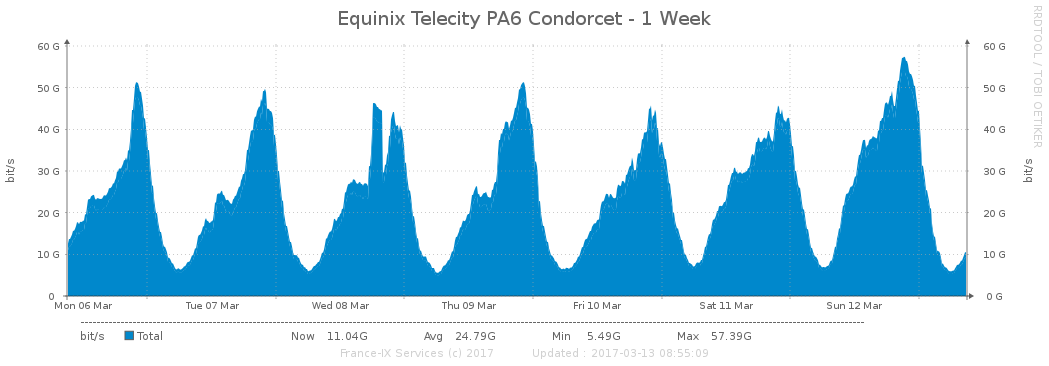 Equinix Telecity PA6 Condorcet - 1 Week
RRDTOOL / TOBI OETIKER
bit/s
60 G
50 G
40 G
30 G
20 G
10 G
0
60 G
50 G
40 G
30 G
20 G
10 G
0 G
bit/s
Mon 06 Mar Tue 07 Mar Wed 08 Mar Thu 09 Mar Fri 10 Mar Sat 11 Mar Sun 12 Mar
bit/s Total Now 11.04G Avg 24.79G Min 5.49G Max 57.39G
France-IX Services (c) 2017 Updated : 2017-03-13 08:55:09